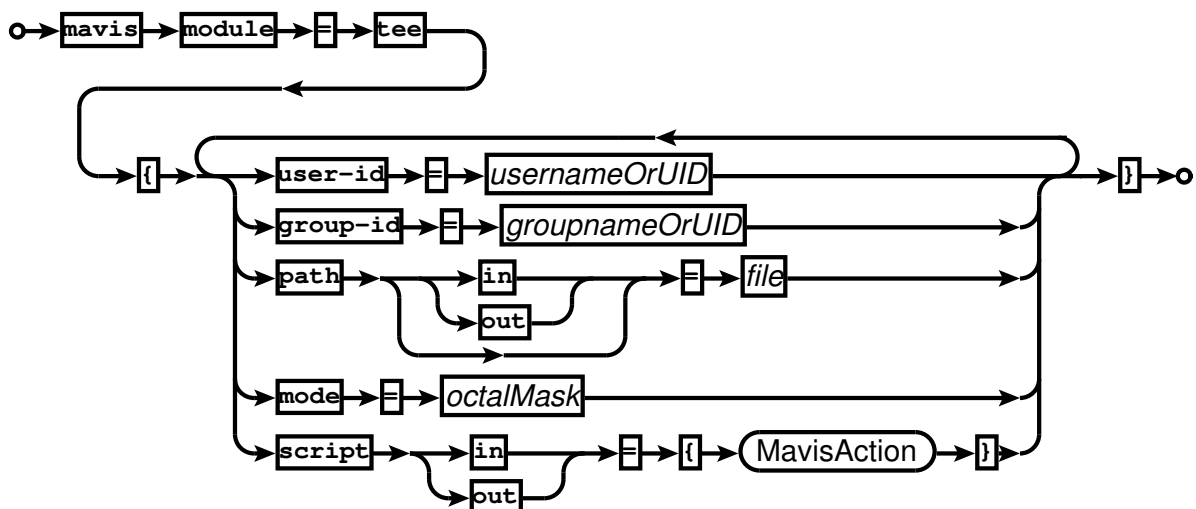 mavis module = tee
{ user-id = usernameOrUID }
group-id = groupnameOrUID
path in = file
out
mode = octalMask
script in = { MavisAction }
out